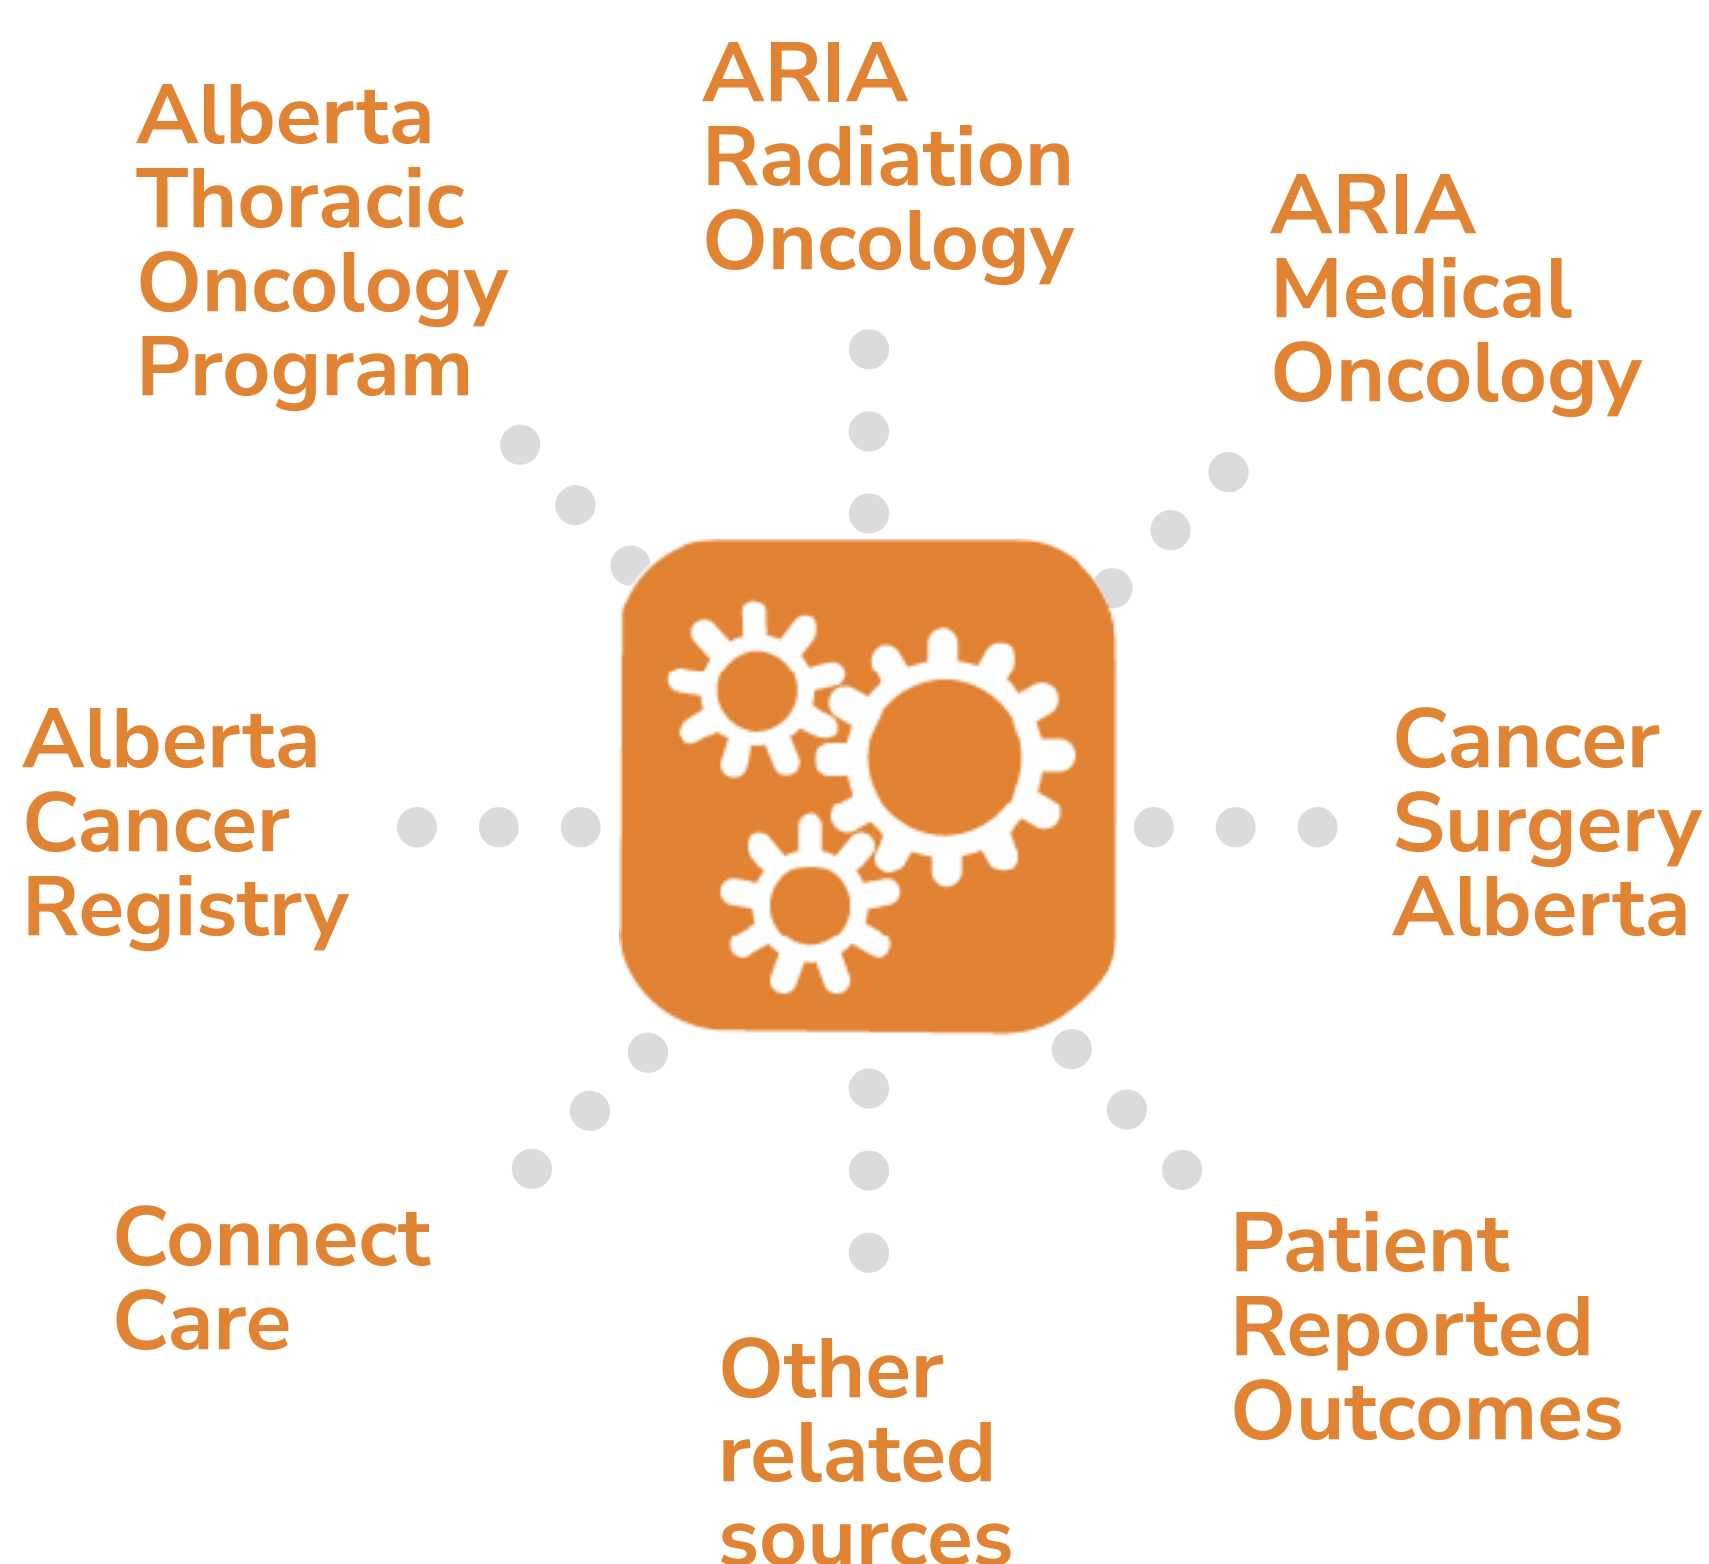 Alberta
Thoracic
Oncology
Program
ARIA
Radiation
Oncology
ARIA
Medical
Oncology
Alberta
Cancer
Registry
Cancer
Surgery
Alberta
Connect
Care
Other
related
sources
Patient
Reported
Outcomes